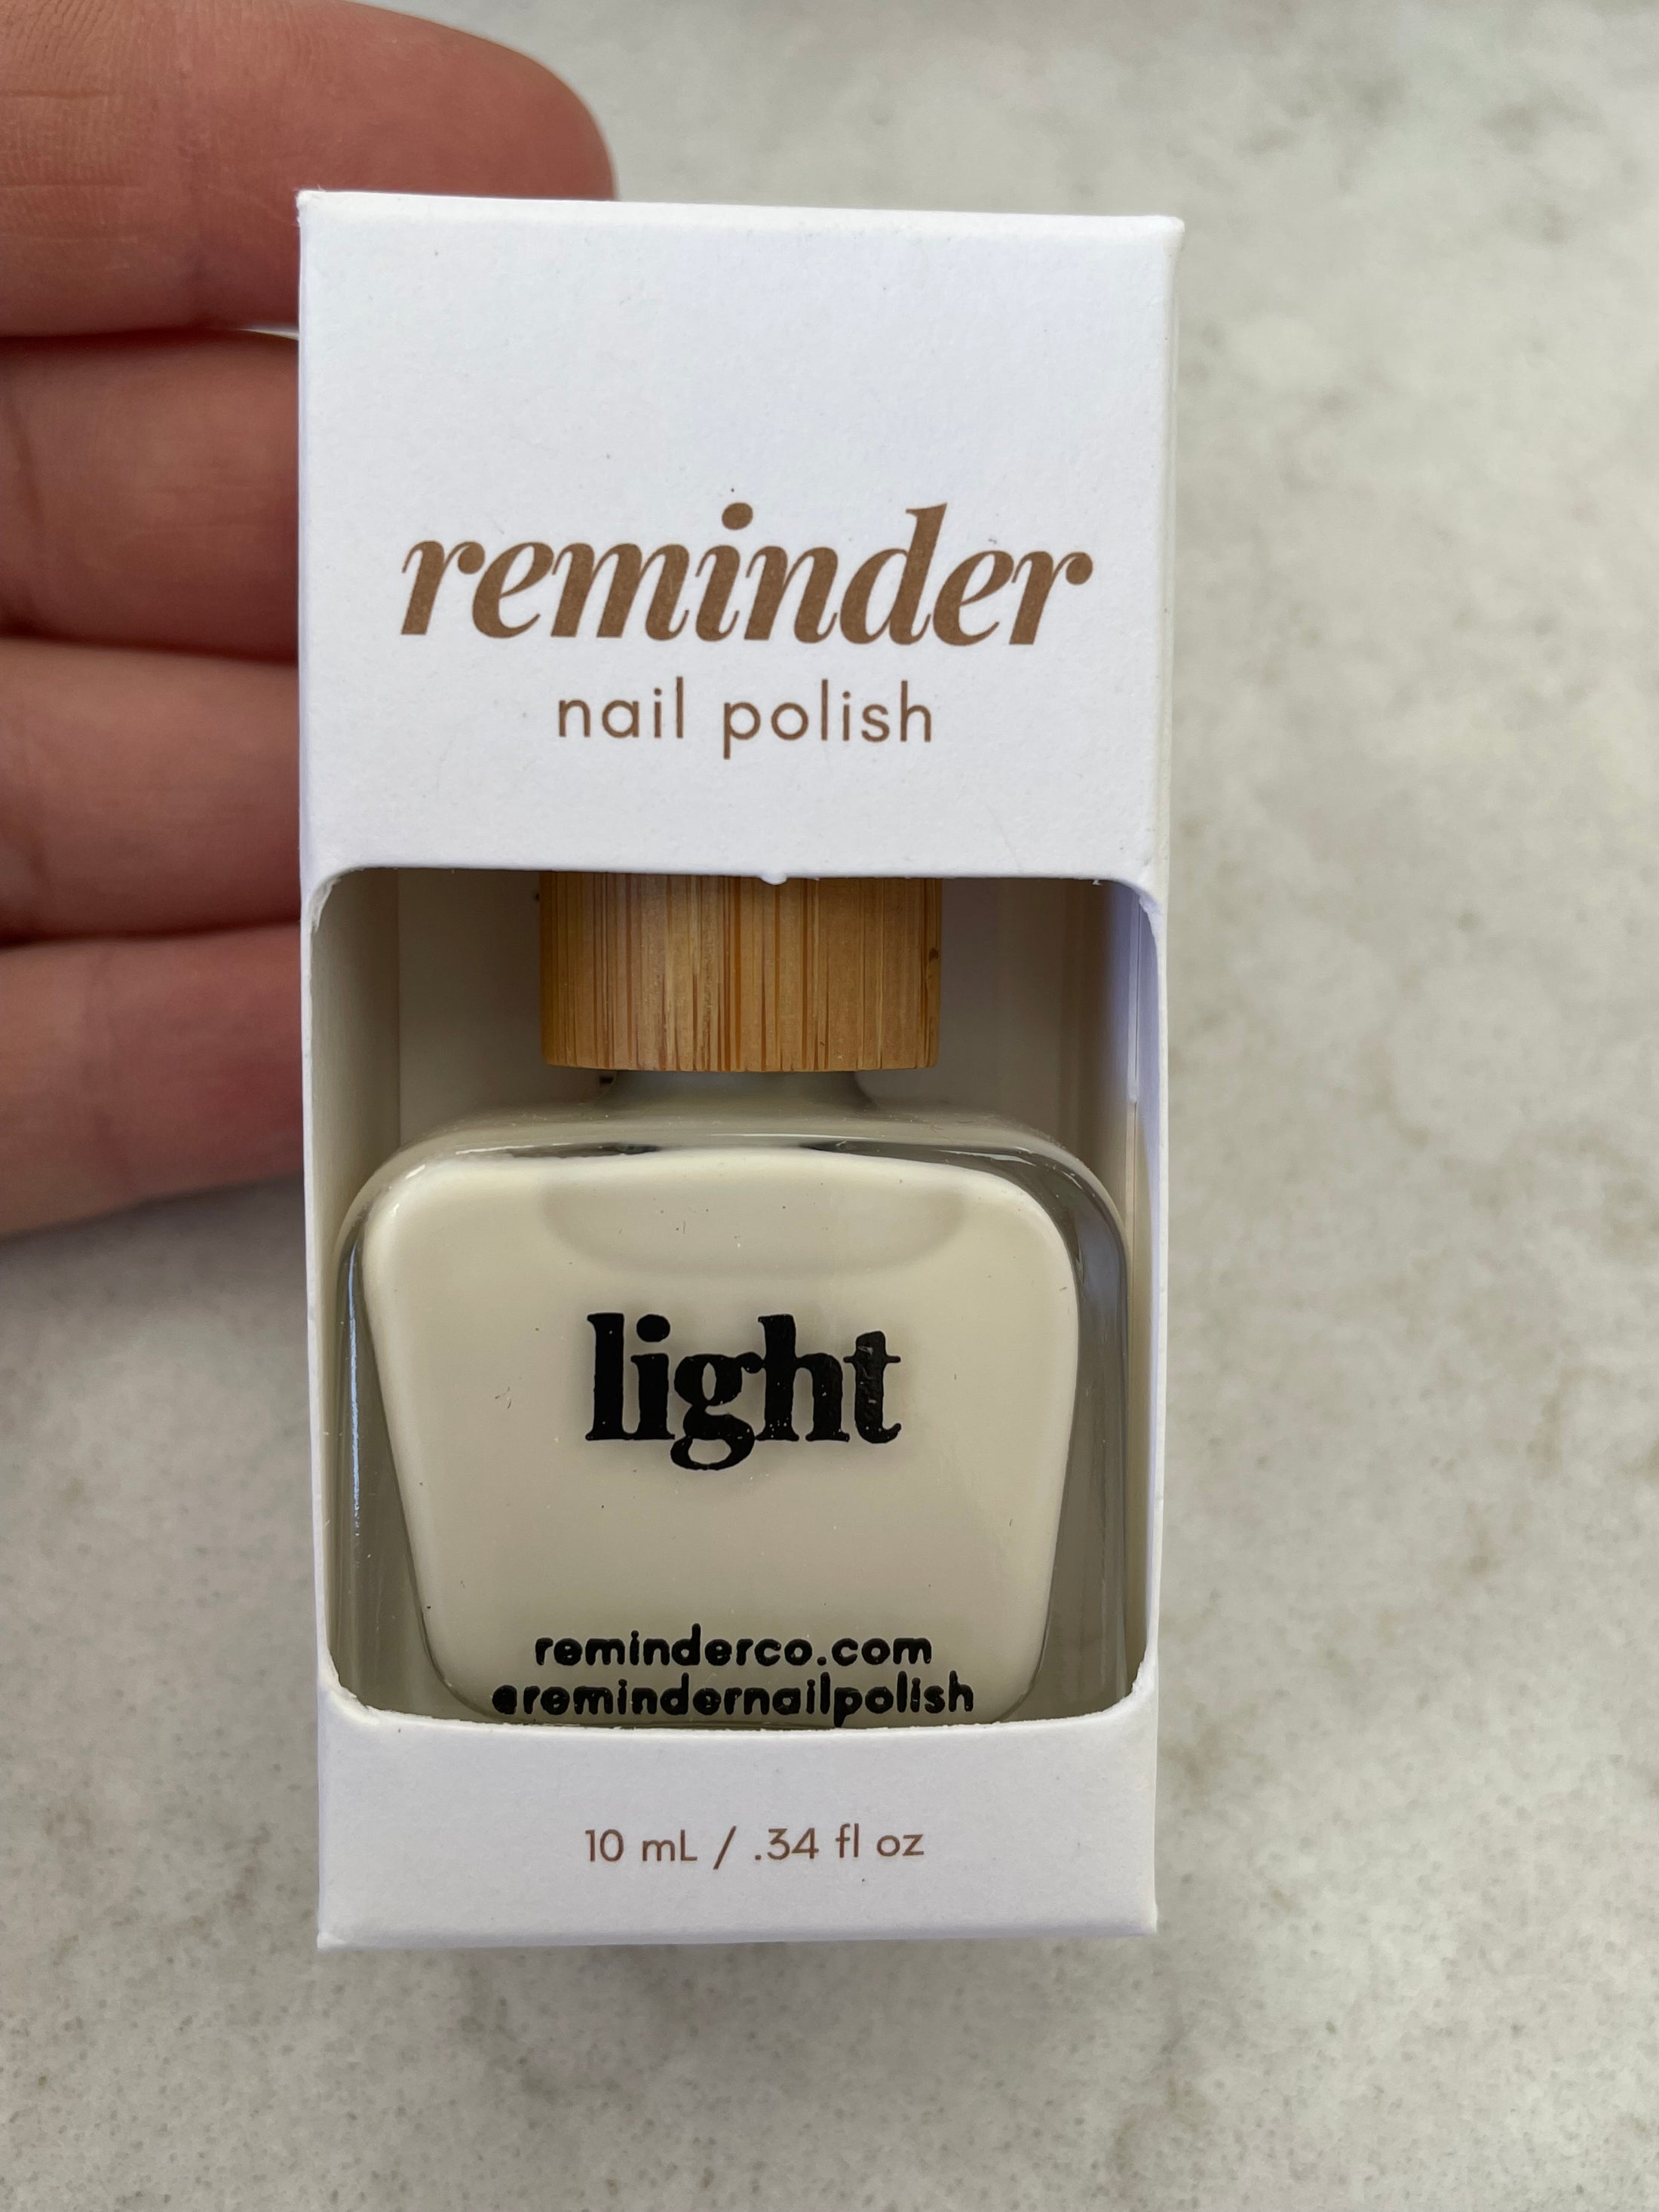 reminder
nail polish
light
reminderco.com
@remindernailpolish
10 mL / .34 fl oz